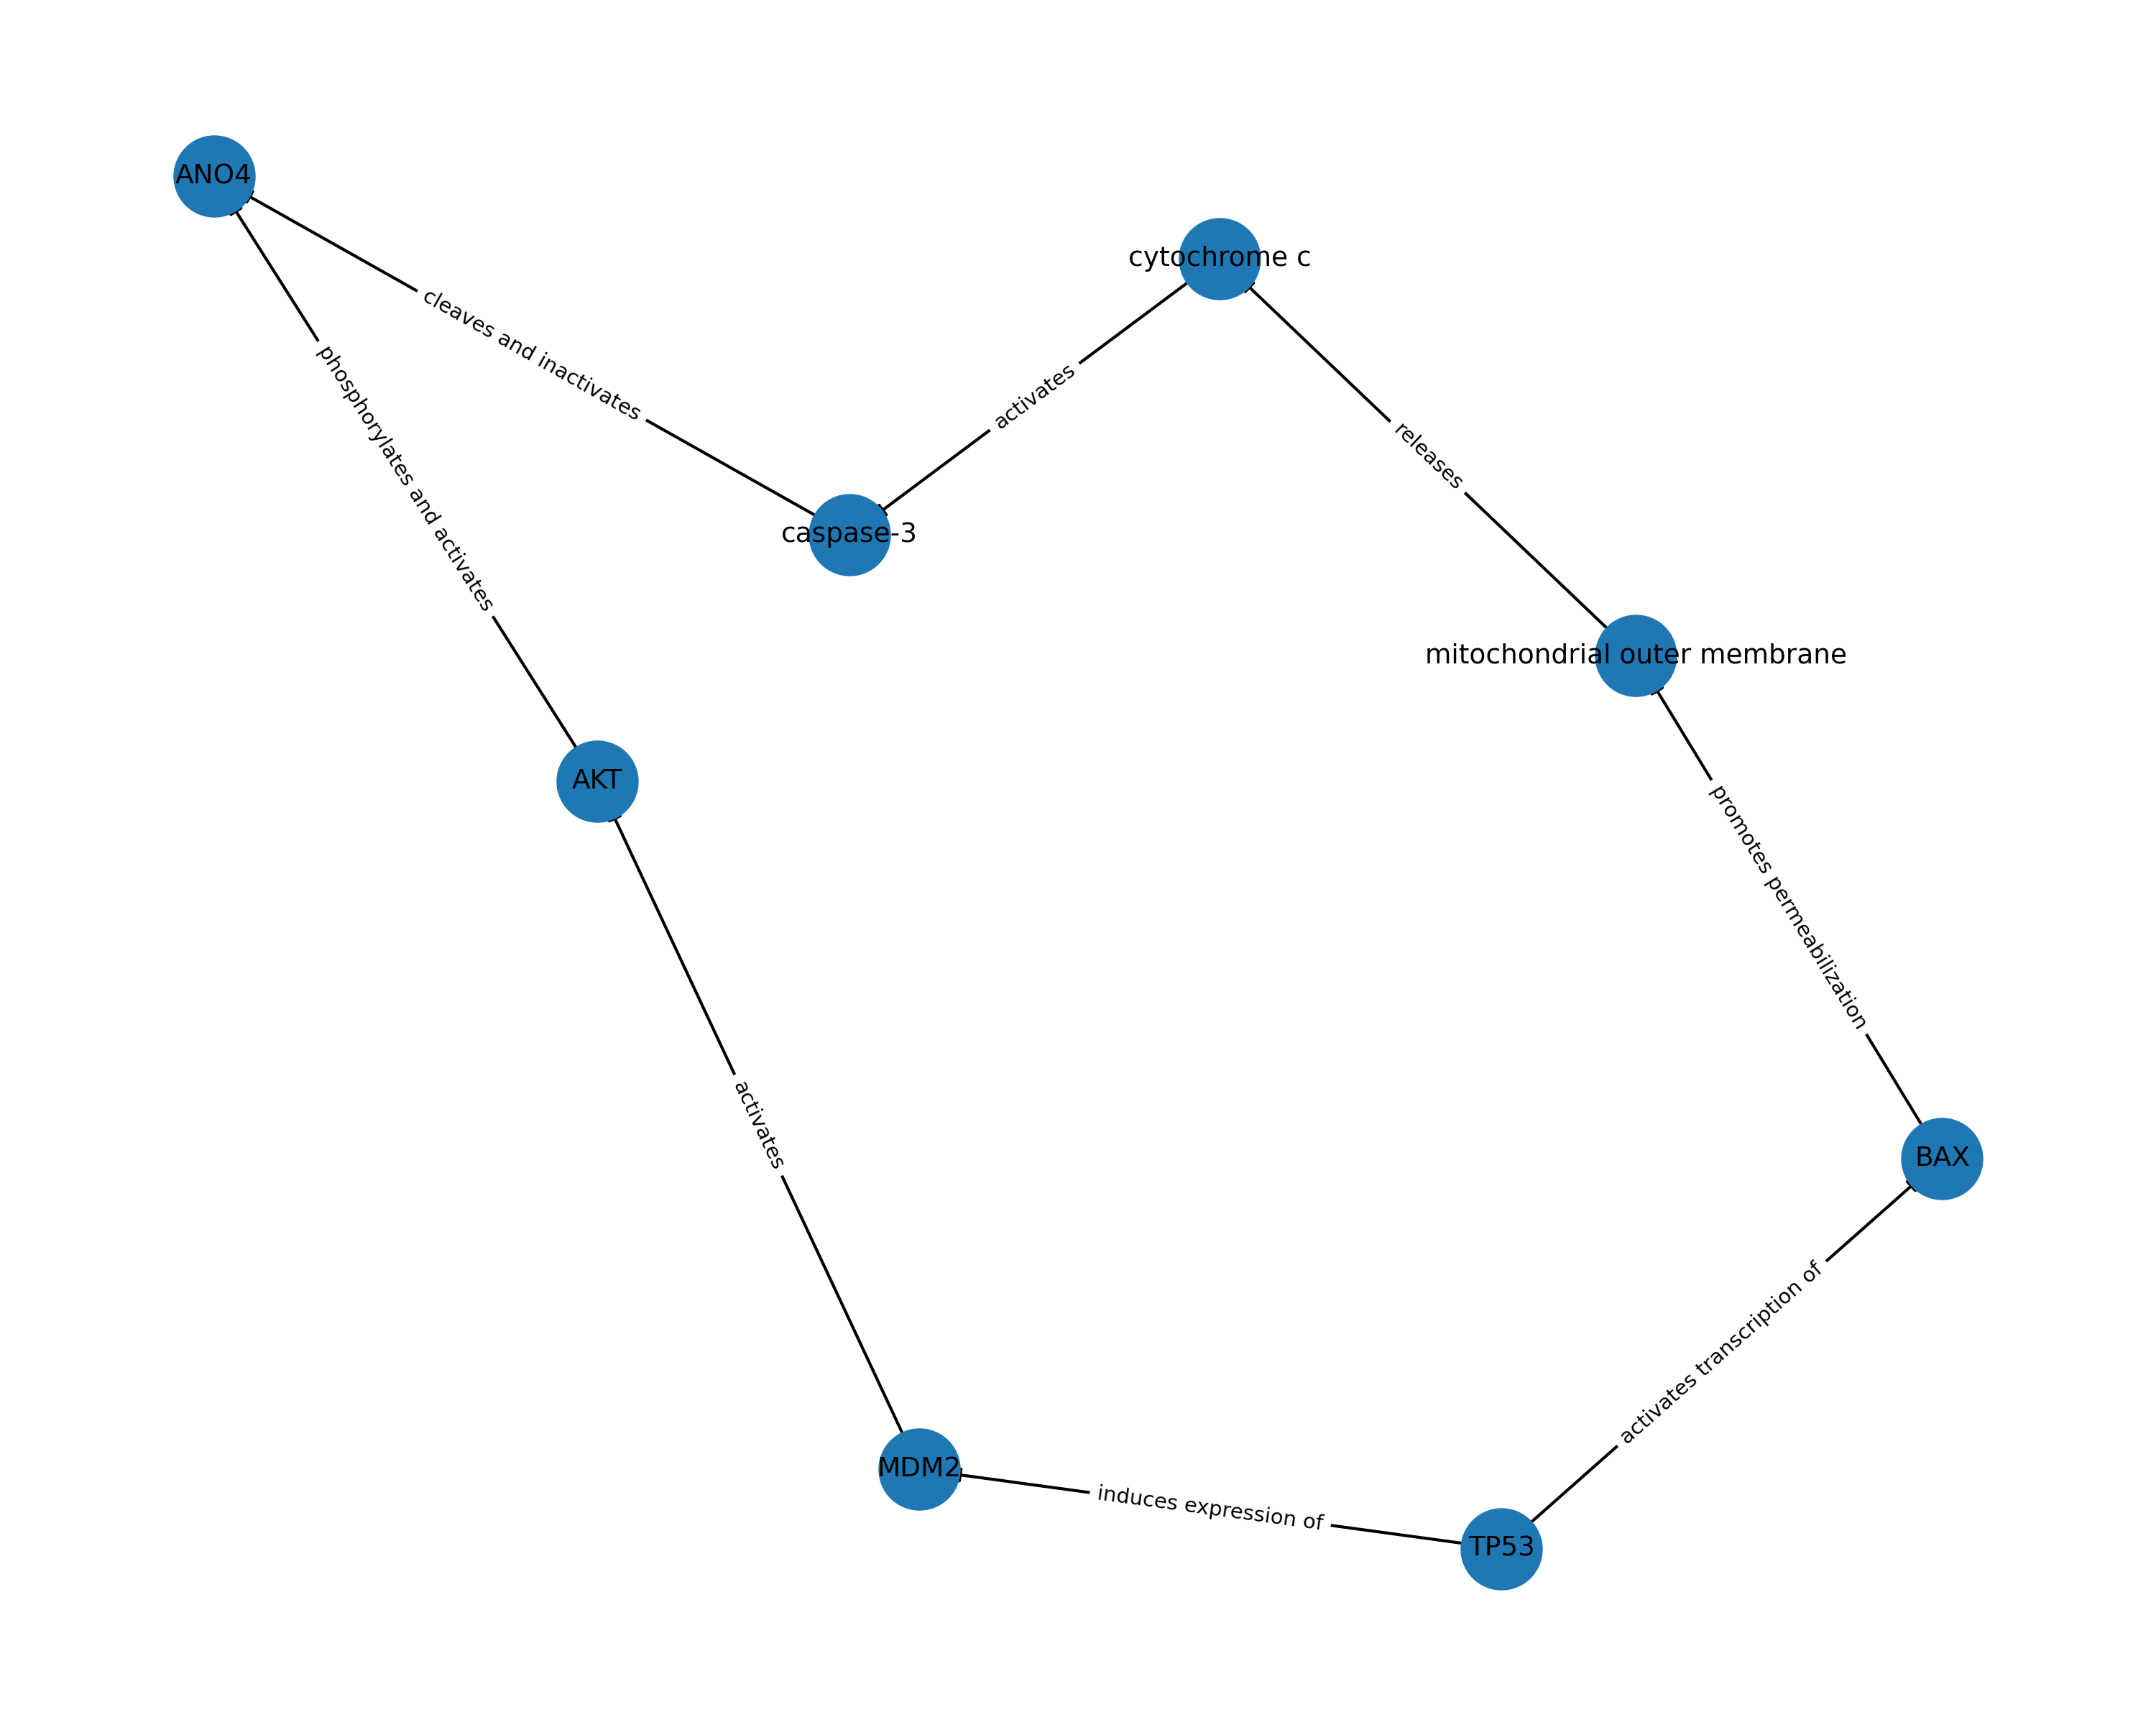 ANO4
cytochrome c
cleaves and inactivates
activates
releases
phosphorylates and activates
caspase-3
mitochondrial outer membrane
AKT
promotes permeabilization
activates
BAX
activates transcription of
MDM2
induces expression of
TP53